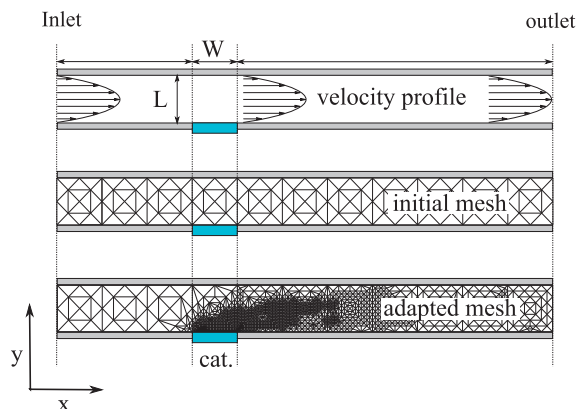 Inlet
outlet
W
L
velocity profile
initial mesh
adapted mesh
y
cat.
x